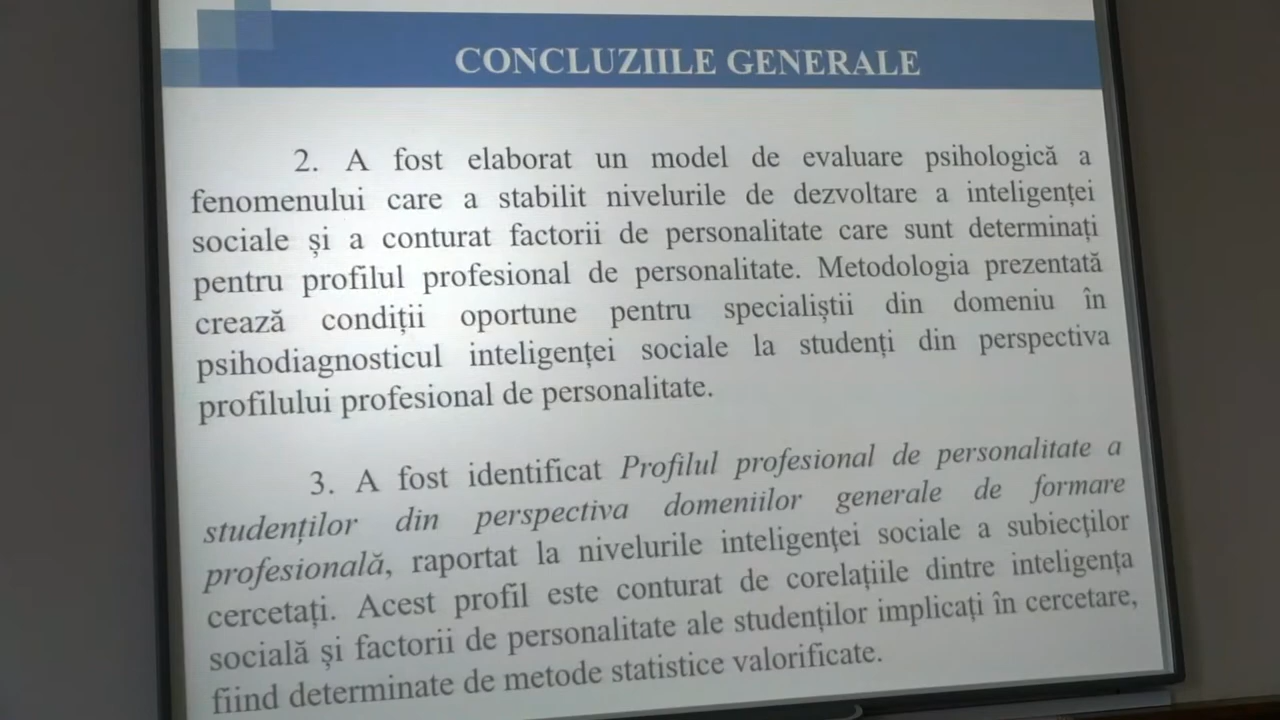 CONCLUZIILE GENERALE
2. A fost elaborat un model de evaluare psihologică a
fenomenului care a stabilit nivelurile de dezvoltare a inteligenței
sociale și a conturat factorii de personalitate care sunt determinați
pentru profilul profesional de personalitate. Metodologia prezentată
crează condiții oportune pentru specialiștii din domeniu în
psihodiagnosticul inteligenței sociale la studenți din perspectiva
profilului profesional de personalitate.
3. A fost identificat Profilul profesional de personalitate a
studenților din perspectiva domeniilor generale de formare
profesională, raportat la nivelurile inteligenței sociale a subiecților
cercetați. Acest profil este conturat de corelațiile dintre inteligența
socială și factorii de personalitate ale studenților implicați în cercetare,
fiind determinate de metode statistice valorificate.